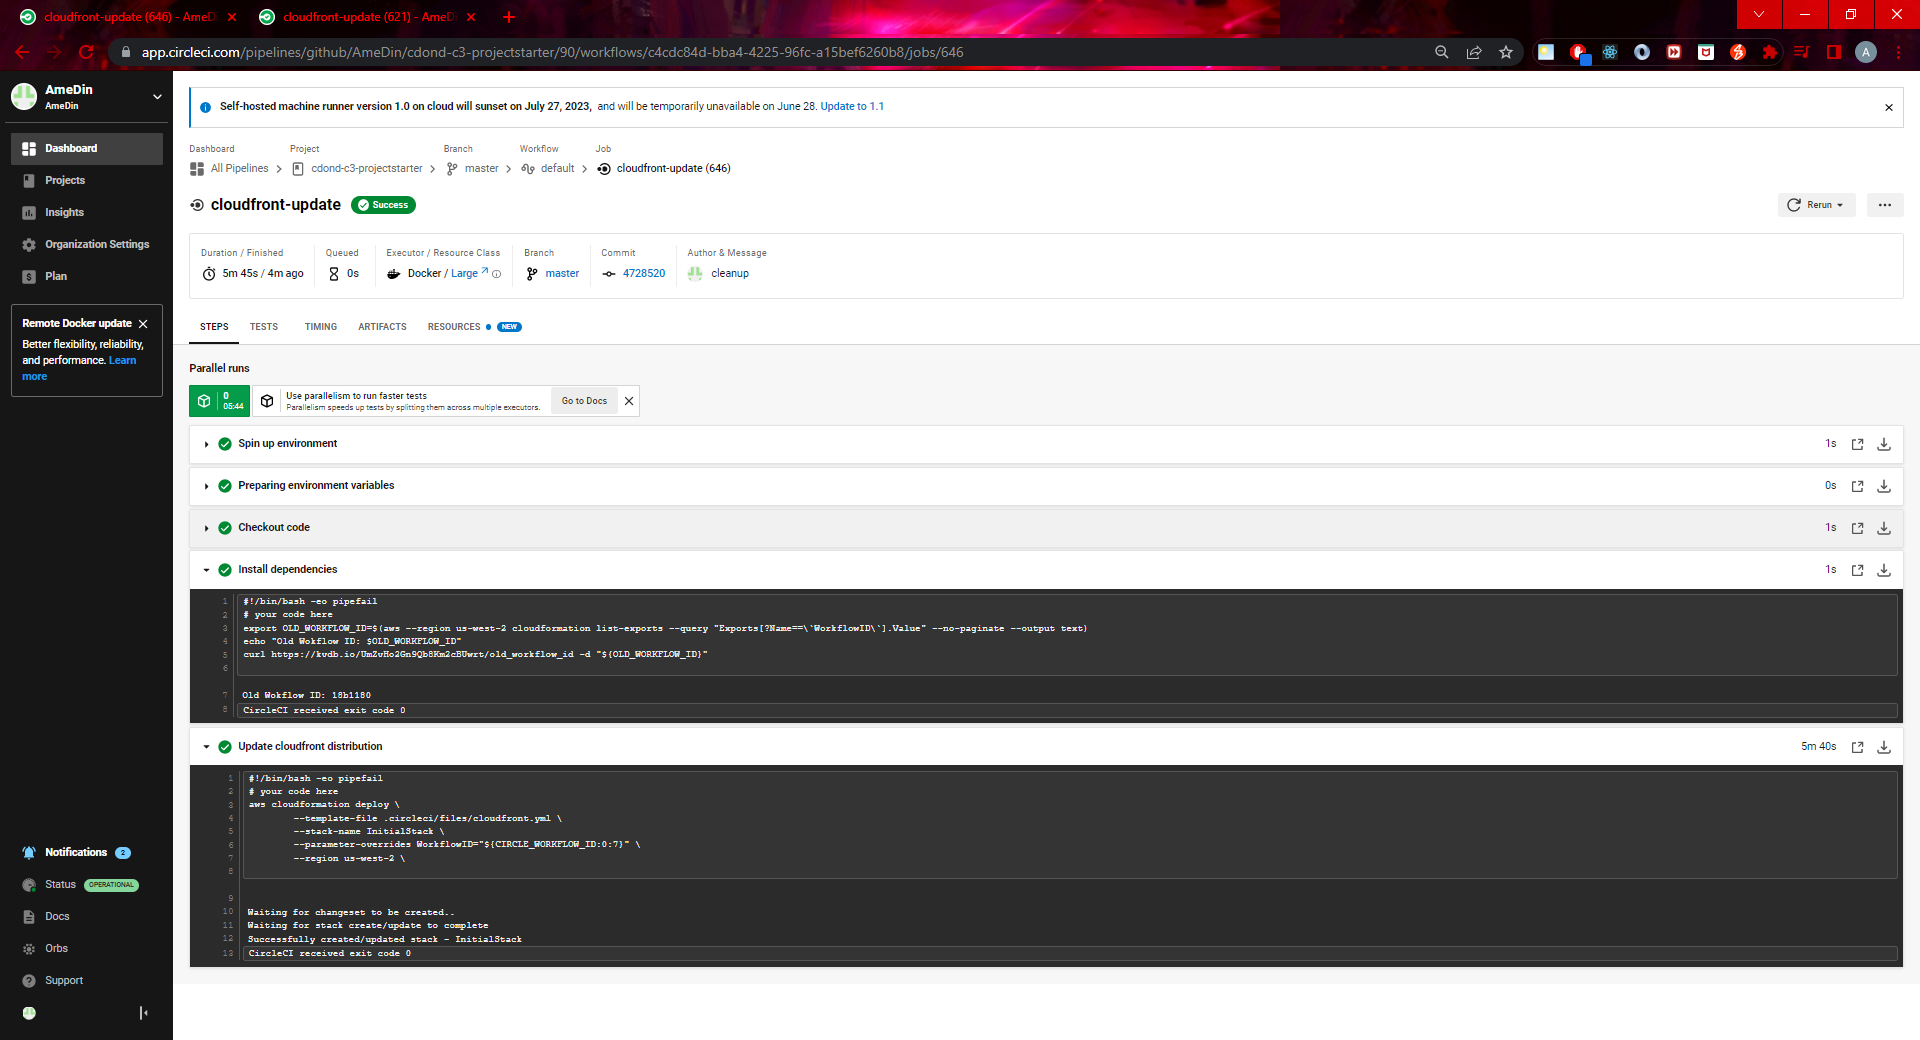 cloudfront-update (646) - AmeD
cloudfront-update (621) - AmeD
app.circleci.com/pipelines/github/AmeDin/cdond-c3-projectstarter/90/workflows/c4cdc84d-bba4-4225-96fc-a15bef6260b8/jobs/646
A
AmeDin
AmeDin
Dashboard
Projects
Insights
Organization Settings
Plan
Remote Docker update
Better flexibility, reliability,
and performance. Learn
more
Notifications 2
Status OPERATIONAL
Docs
Orbs
Support
Self-hosted machine runner version 1.0 on cloud will sunset on July 27, 2023, and will be temporarily unavailable on June 28. Update to 1.1
Dashboard Project Branch Workflow Job
All Pipelines cdond-c3-projectstarter master default cloudfront-update (646)
cloudfront-update Success
Rerun
Duration / Finished Queued Executor / Resource Class Branch Commit Author & Message
5m 45s / 4m ago 0s Docker / Large master 4728520 cleanup
STEPS TESTS TIMING ARTIFACTS RESOURCES NEW
Parallel runs
0
05:44
Use parallelism to run faster tests
Parallelism speeds up tests by splitting them across multiple executors.
Go to Docs
Spin up environment 1s
Preparing environment variables 0s
Checkout code 1s
Install dependencies 1s
1 #!/bin/bash -eo pipefail
2 # your code here
3 export OLD_WORKFLOW_ID=$(aws --region us-west-2 cloudformation list-exports --query "Exports[?Name==\`WorkflowID\`].Value" --no-paginate --output text)
4 echo "Old Wokflow ID: $OLD_WORKFLOW_ID"
5 curl https://kvdb.io/UmZvHo2Gn9Qb8Km2cBUwrt/old_workflow_id -d "${OLD_WORKFLOW_ID}"
6
7 Old Wokflow ID: 18b1180
8 CircleCI received exit code 0
Update cloudfront distribution 5m 40s
1 #!/bin/bash -eo pipefail
2 # your code here
3 aws cloudformation deploy \
4 --template-file .circleci/files/cloudfront.yml \
5 --stack-name InitialStack \
6 --parameter-overrides WorkflowID="${CIRCLE_WORKFLOW_ID:0:7}" \
7 --region us-west-2 \
8
9
10 Waiting for changeset to be created..
11 Waiting for stack create/update to complete
12 Successfully created/updated stack - InitialStack
13 CircleCI received exit code 0